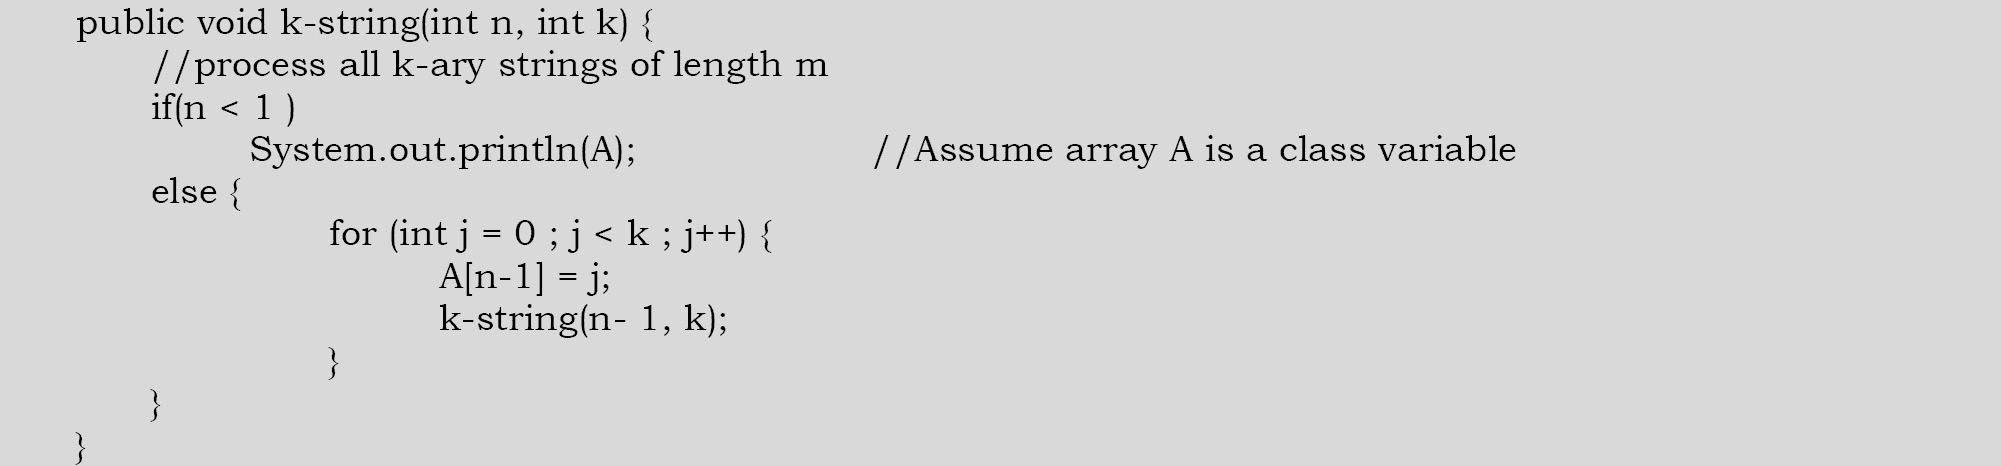 public void k-string(int n, int k) {
//process all k-ary strings of length m
if(n < 1 )
System.out.println(A); //Assume array A is a class variable
else {
for (int j = 0 ; j < k ; j++) {
A[n-1] = j;
k-string(n- 1, k);
}
}
}